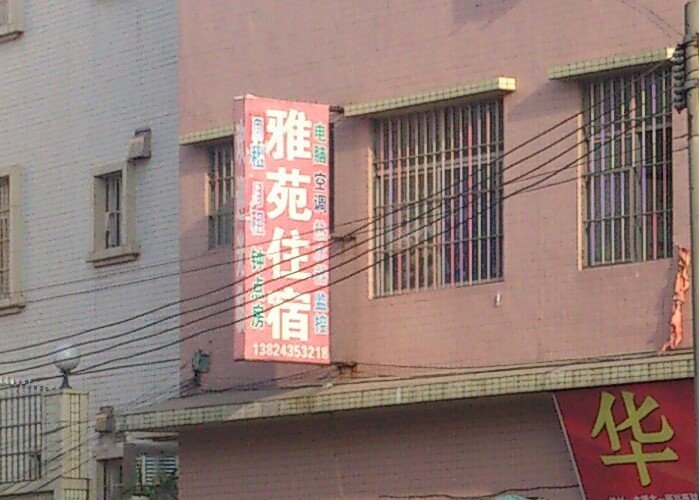 雅苑住宿
电脑 空调
监控
日租 月租 钟点房
13824353218
华